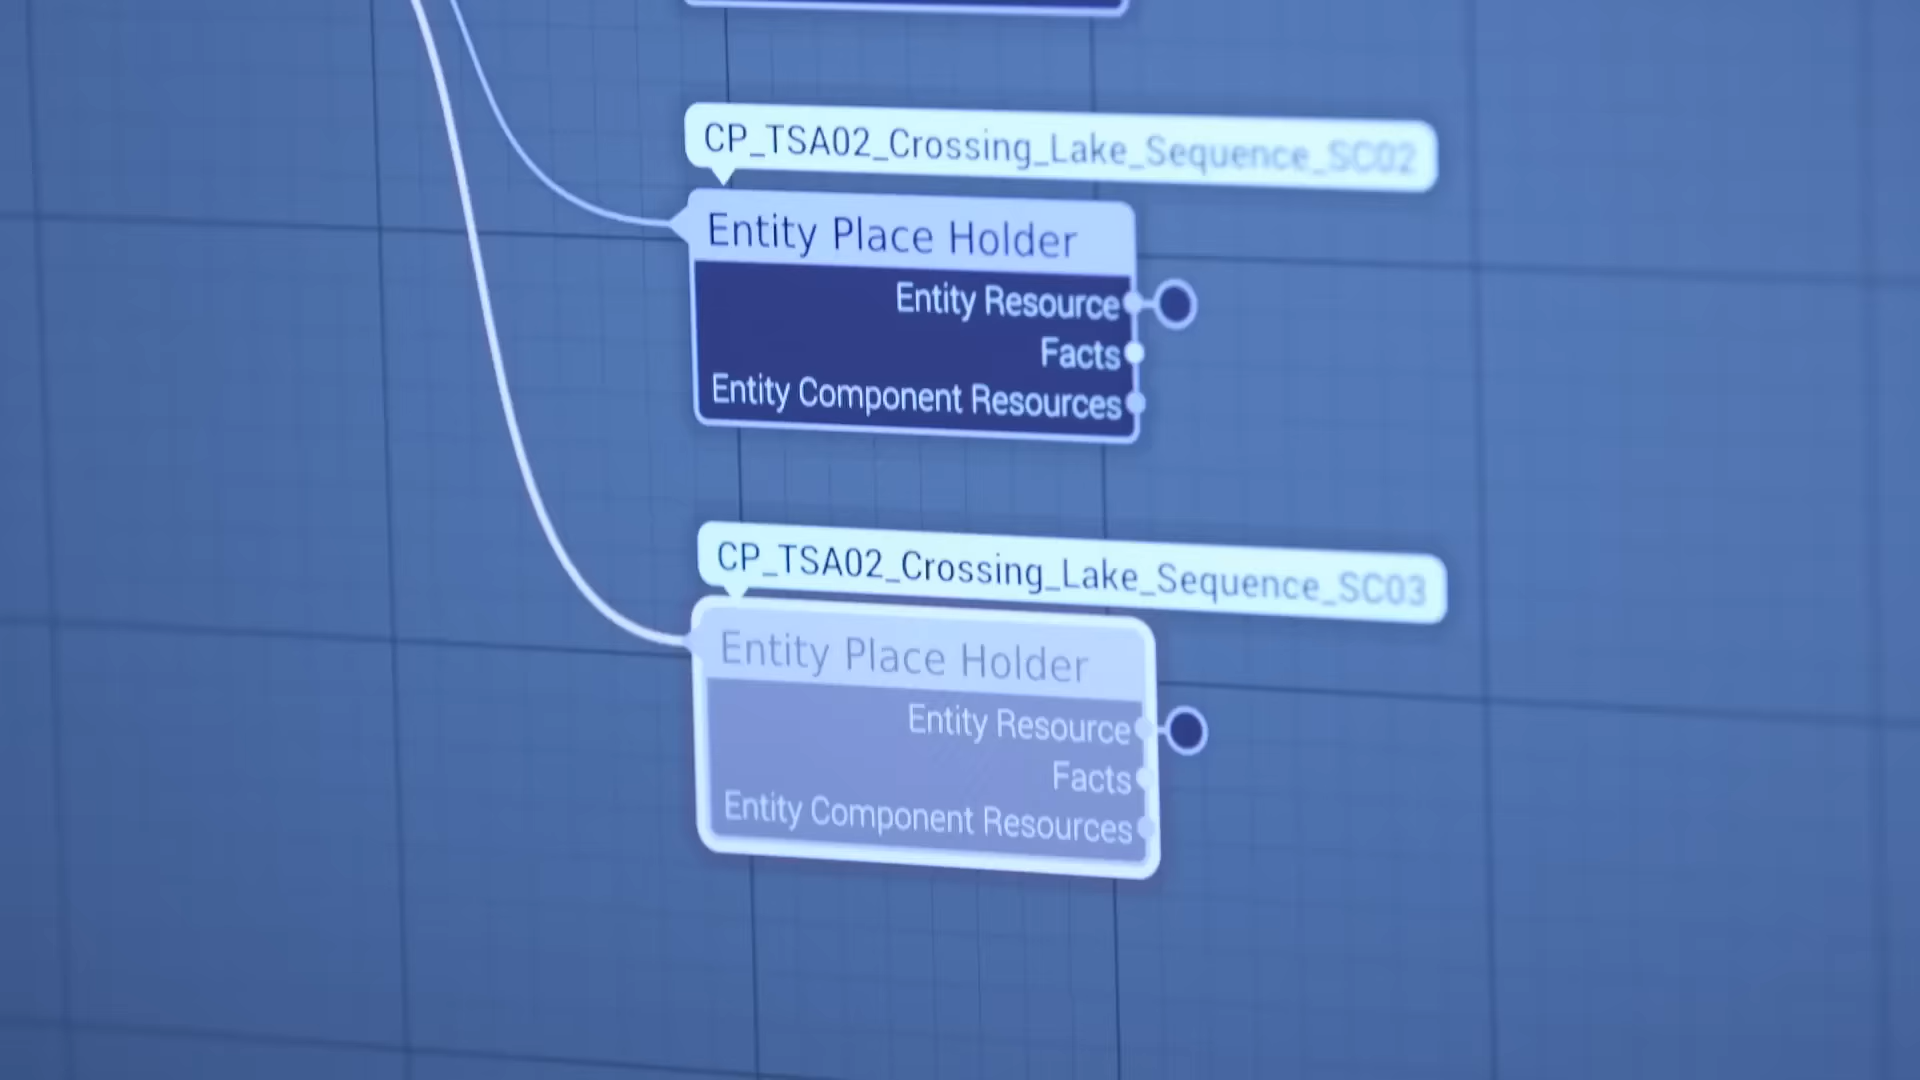 CP_TSA02_Crossing_Lake_Sequence_SC02
Entity Place Holder
Entity Resource
Facts
Entity Component Resources
CP_TSA02_Crossing_Lake_Sequence_SC03
Entity Place Holder
Entity Resource
Facts
Entity Component Resources